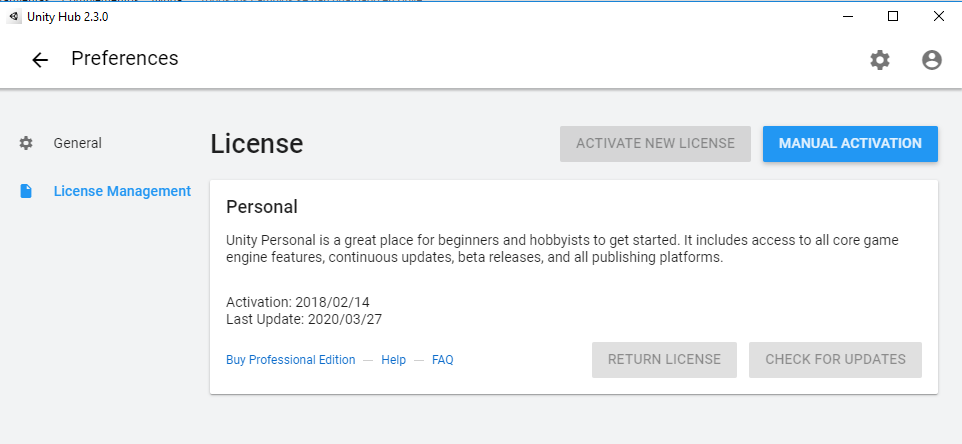 Unity Hub 2.3.0
Preferences
General
License Management
License
ACTIVATE NEW LICENSE
MANUAL ACTIVATION
Personal
Unity Personal is a great place for beginners and hobbyists to get started. It includes access to all core game
engine features, continuous updates, beta releases, and all publishing platforms.
Activation: 2018/02/14
Last Update: 2020/03/27
Buy Professional Edition — Help — FAQ
RETURN LICENSE
CHECK FOR UPDATES